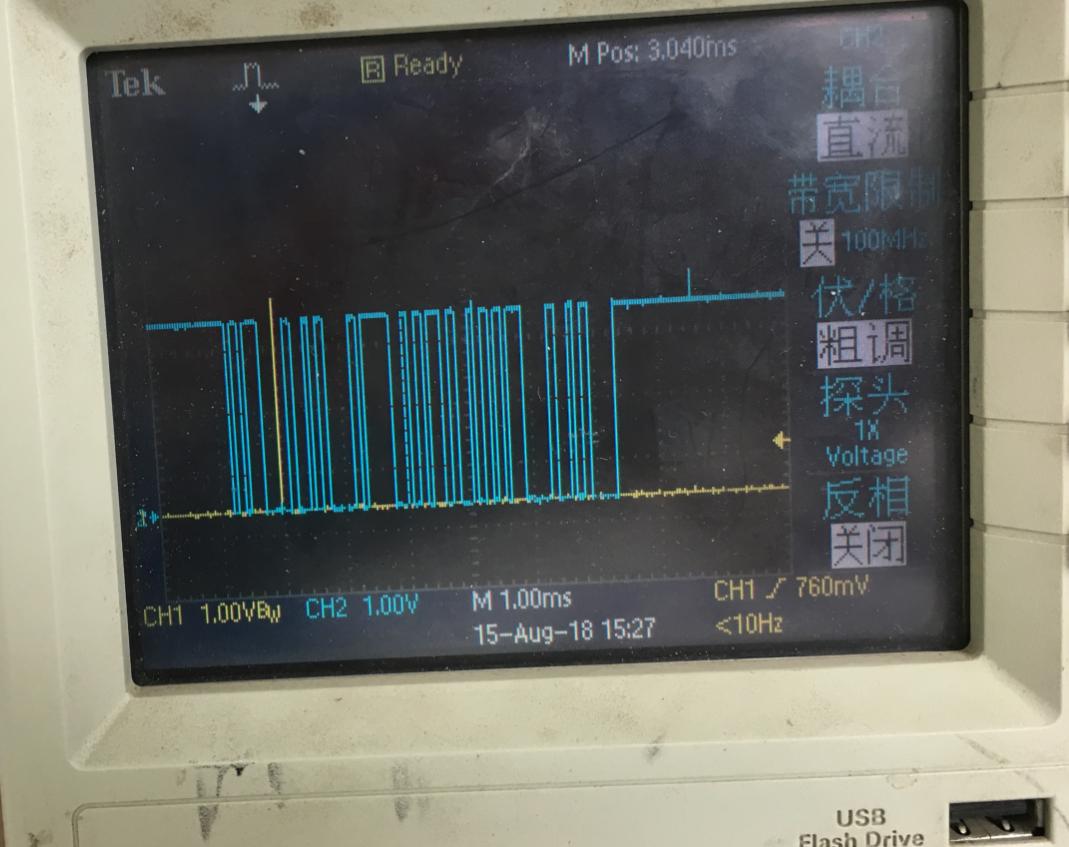 Tek
R Ready
M Pos: 3.040ms
CH2
耦合
直流
带宽限制
关 100MHz
伏/格
粗调
探头
1X
Voltage
反相
关闭
CH1 1.00VBW CH2 1.00V M 1.00ms CH1 760mV
15-Aug-18 15:27 <10Hz
USB
Flash Drive